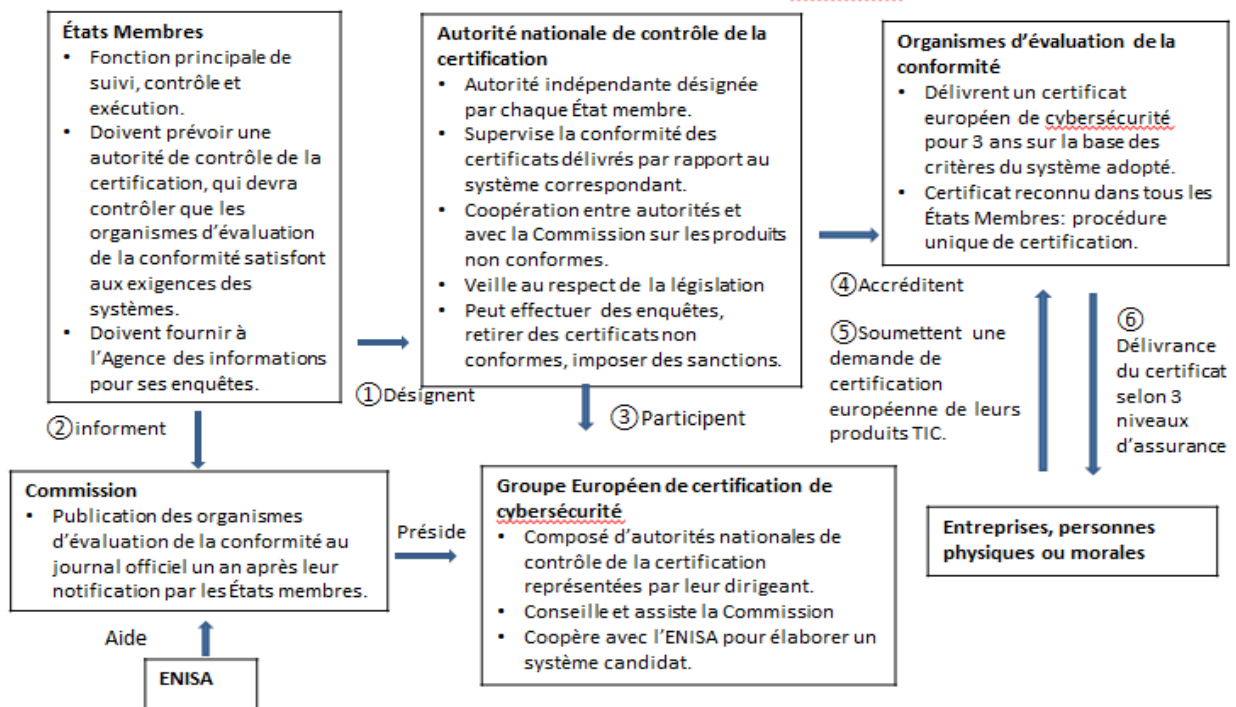 États Membres
• Fonction principale de
suivi, contrôle et
exécution.
• Doivent prévoir une
autorité de contrôle de la
certification, qui devra
contrôler que les
organismes d'évaluation
de la conformité satisfont
aux exigences des
systèmes.
• Doivent fournir à
l'Agence des informations
pour ses enquêtes.
Autorité nationale de contrôle de la
certification
• Autorité indépendante désignée
par chaque État membre.
• Supervise la conformité des
certificats délivrés par rapport au
système correspondant.
• Coopération entre autorités et
avec la Commission sur les produits
non conformes.
• Veille au respect de la législation
• Peut effectuer des enquêtes,
retirer des certificats non
conformes, imposer des sanctions.
Organismes d'évaluation de la
conformité
• Délivrent un certificat
européen de cybersécurité
pour 3 ans sur la base des
critères du système adopté.
• Certificat reconnu dans tous les
États Membres: procédure
unique de certification.
①Désignent
②informent
③Participent
④Accréditent
⑤Soumettent une
demande de
certification
européenne de leurs
produits TIC.
⑥
Délivrance
du certificat
selon 3
niveaux
d'assurance
Commission
• Publication des organismes
d'évaluation de la conformité au
journal officiel un an après leur
notification par les États membres.
Préside
Groupe Européen de certification de
cybersécurité
• Composé d'autorités nationales de
contrôle de la certification
représentées par leur dirigeant.
• Conseille et assiste la Commission
• Coopère avec l'ENISA pour élaborer un
système candidat.
Entreprises, personnes
physiques ou morales
Aide
ENISA